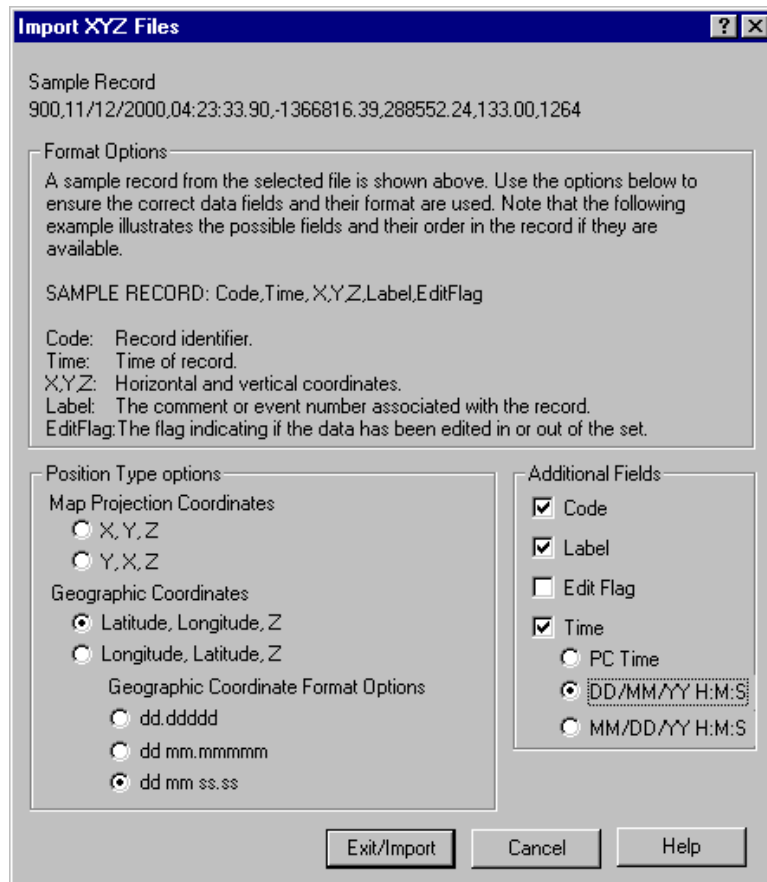 Import XYZ Files
Sample Record
900,11/12/2000,04:23:33.90,-1366816.39,288552.24,133.00,1264
Format Options
A sample record from the selected file is shown above. Use the options below to
ensure the correct data fields and their format are used. Note that the following
example illustrates the possible fields and their order in the record if they are
available.
SAMPLE RECORD: Code,Time, X,Y,Z,Label,EditFlag
Code: Record identifier.
Time: Time of record.
X,Y,Z: Horizontal and vertical coordinates.
Label: The comment or event number associated with the record.
EditFlag:The flag indicating if the data has been edited in or out of the set.
Position Type options
Map Projection Coordinates
X, Y, Z
Y, X, Z
Geographic Coordinates
Latitude, Longitude, Z
Longitude, Latitude, Z
Geographic Coordinate Format Options
dd.ddddd
dd mm.mmmmm
dd mm ss.ss
Additional Fields
Code
Label
Edit Flag
Time
PC Time
DD/MM/YY H:M:S
MM/DD/YY H:M:S
Exit/Import
Cancel
Help